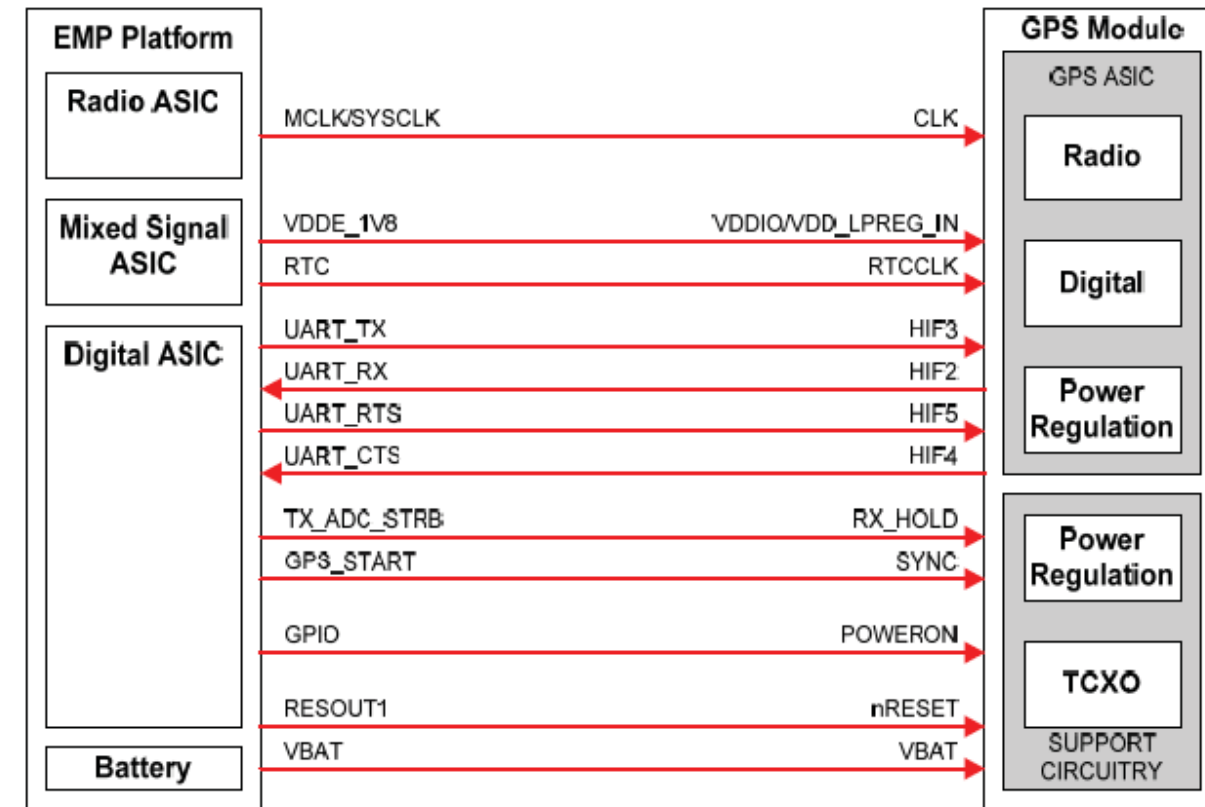 EMP Platform
Radio ASIC
Mixed Signal
ASIC
Digital ASIC
Battery
MCLK/SYSCLK CLK
VDDE_1V8 VDDIO/VDD_LPREG_IN
RTC RTCCLK
UART_TX HIF3
UART_RX HIF2
UART_RTS HIF5
UART_CTS HIF4
TX_ADC_STRB RX_HOLD
GPS_START SYNC
GPIO POWERON
RESOUT1 nRESET
VBAT VBAT
GPS Module
GPS ASIC
Radio
Digital
Power
Regulation
Power
Regulation
TCXO
SUPPORT
CIRCUITRY